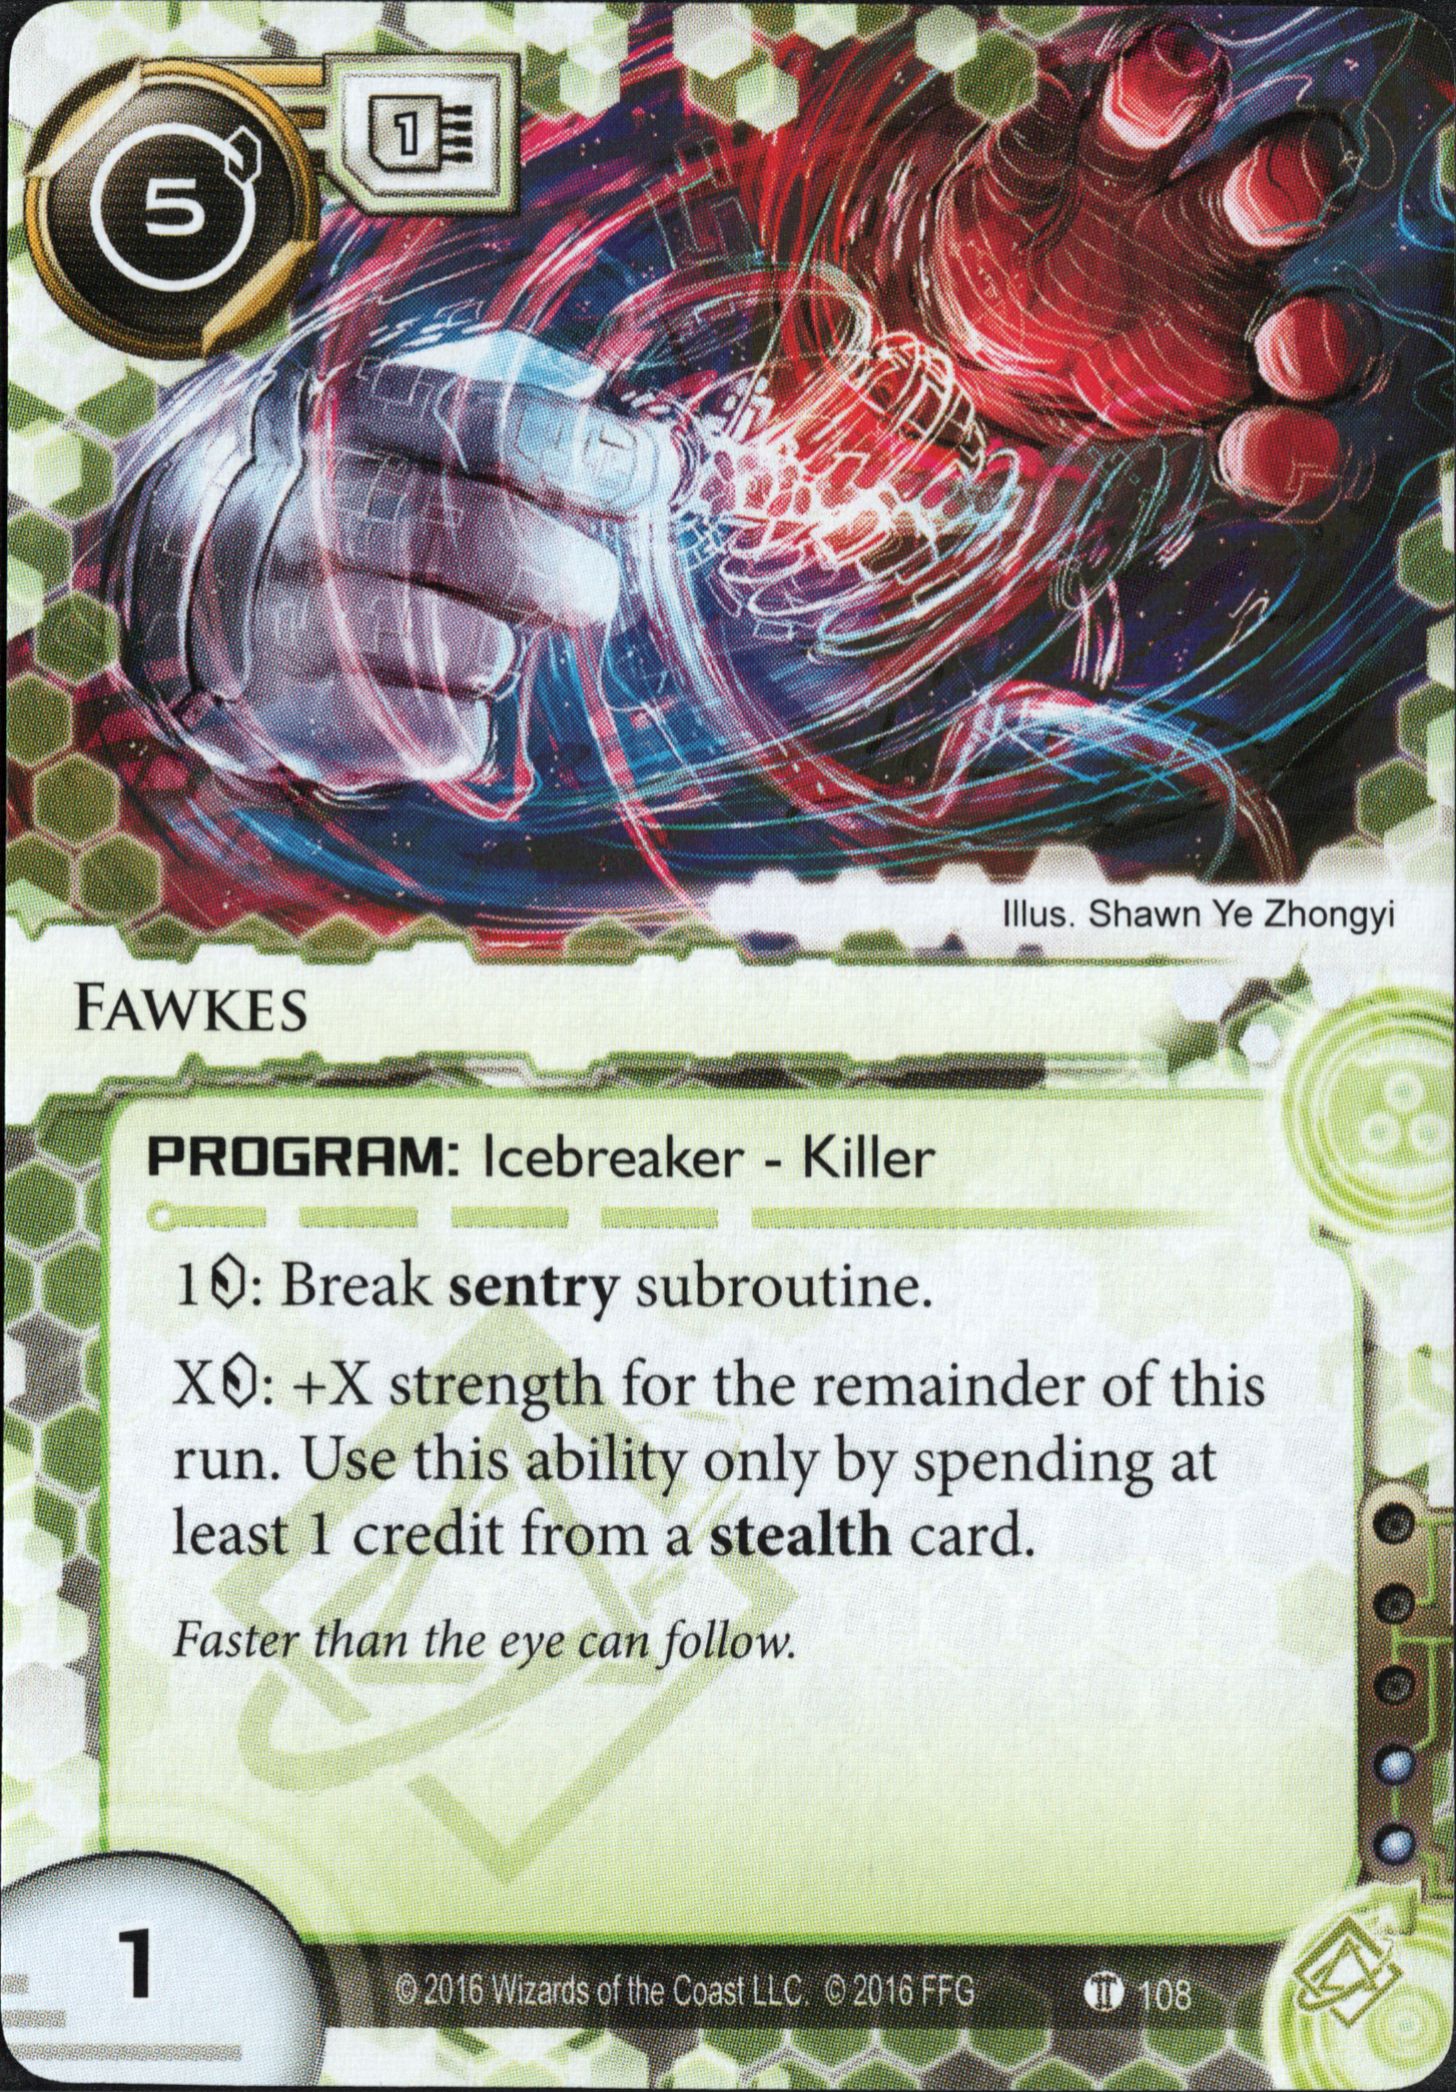 5
1
Illus. Shawn Ye Zhongyi
FAWKES
PROGRAM: Icebreaker - Killer
1: Break sentry subroutine.
X: +X strength for the remainder of this
run. Use this ability only by spending at
least 1 credit from a stealth card.
Faster than the eye can follow.
1
© 2016 Wizards of the Coast LLC. © 2016 FFG
108